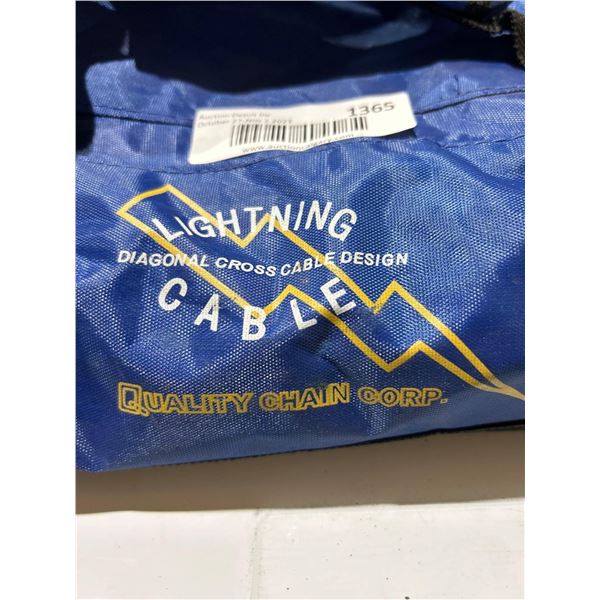 1365
LIGHTNING
DIAGONAL CROSS CABLE DESIGN
CABLE
QUALITY CHAIN CORP.